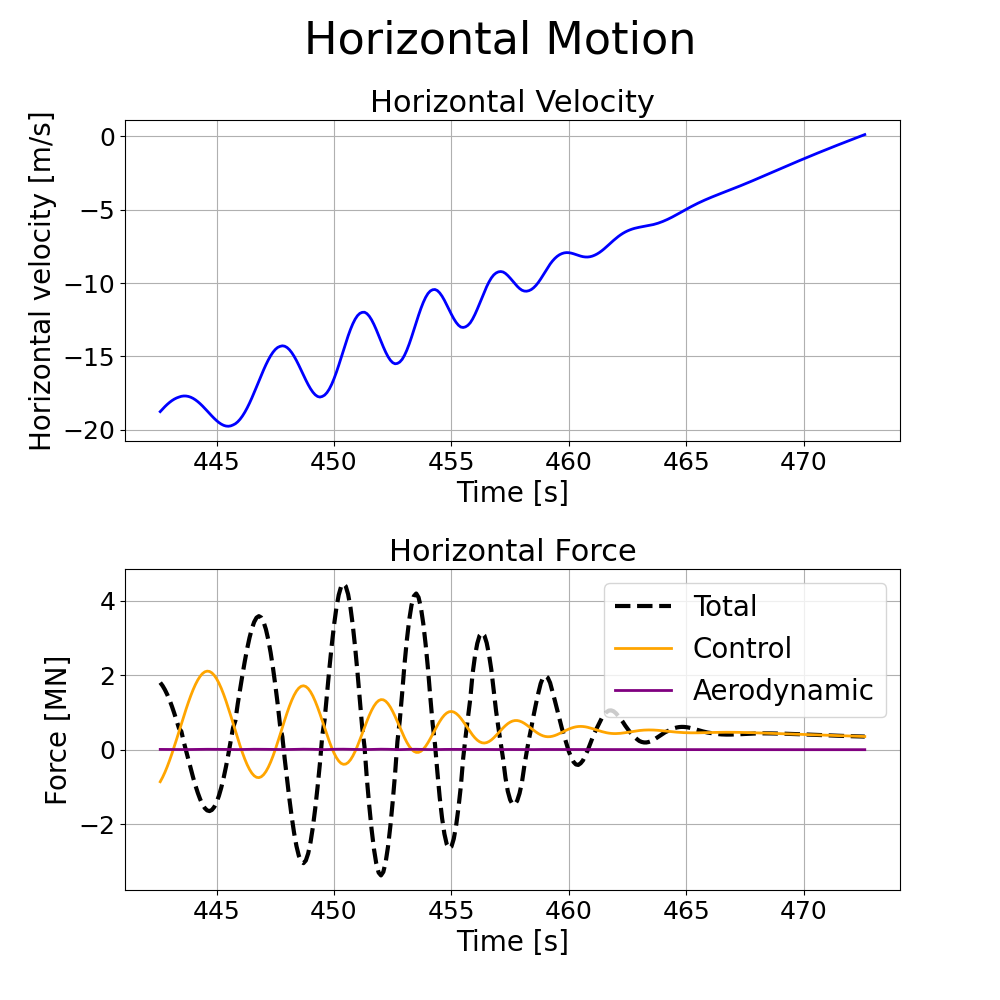 Horizontal Motion
Horizontal Velocity
Horizontal velocity [m/s]
0
−5
−10
−15
−20
445 450 455 460 465 470
Time [s]
Horizontal Force
Force [MN]
4
2
0
−2
Total
Control
Aerodynamic
445 450 455 460 465 470
Time [s]